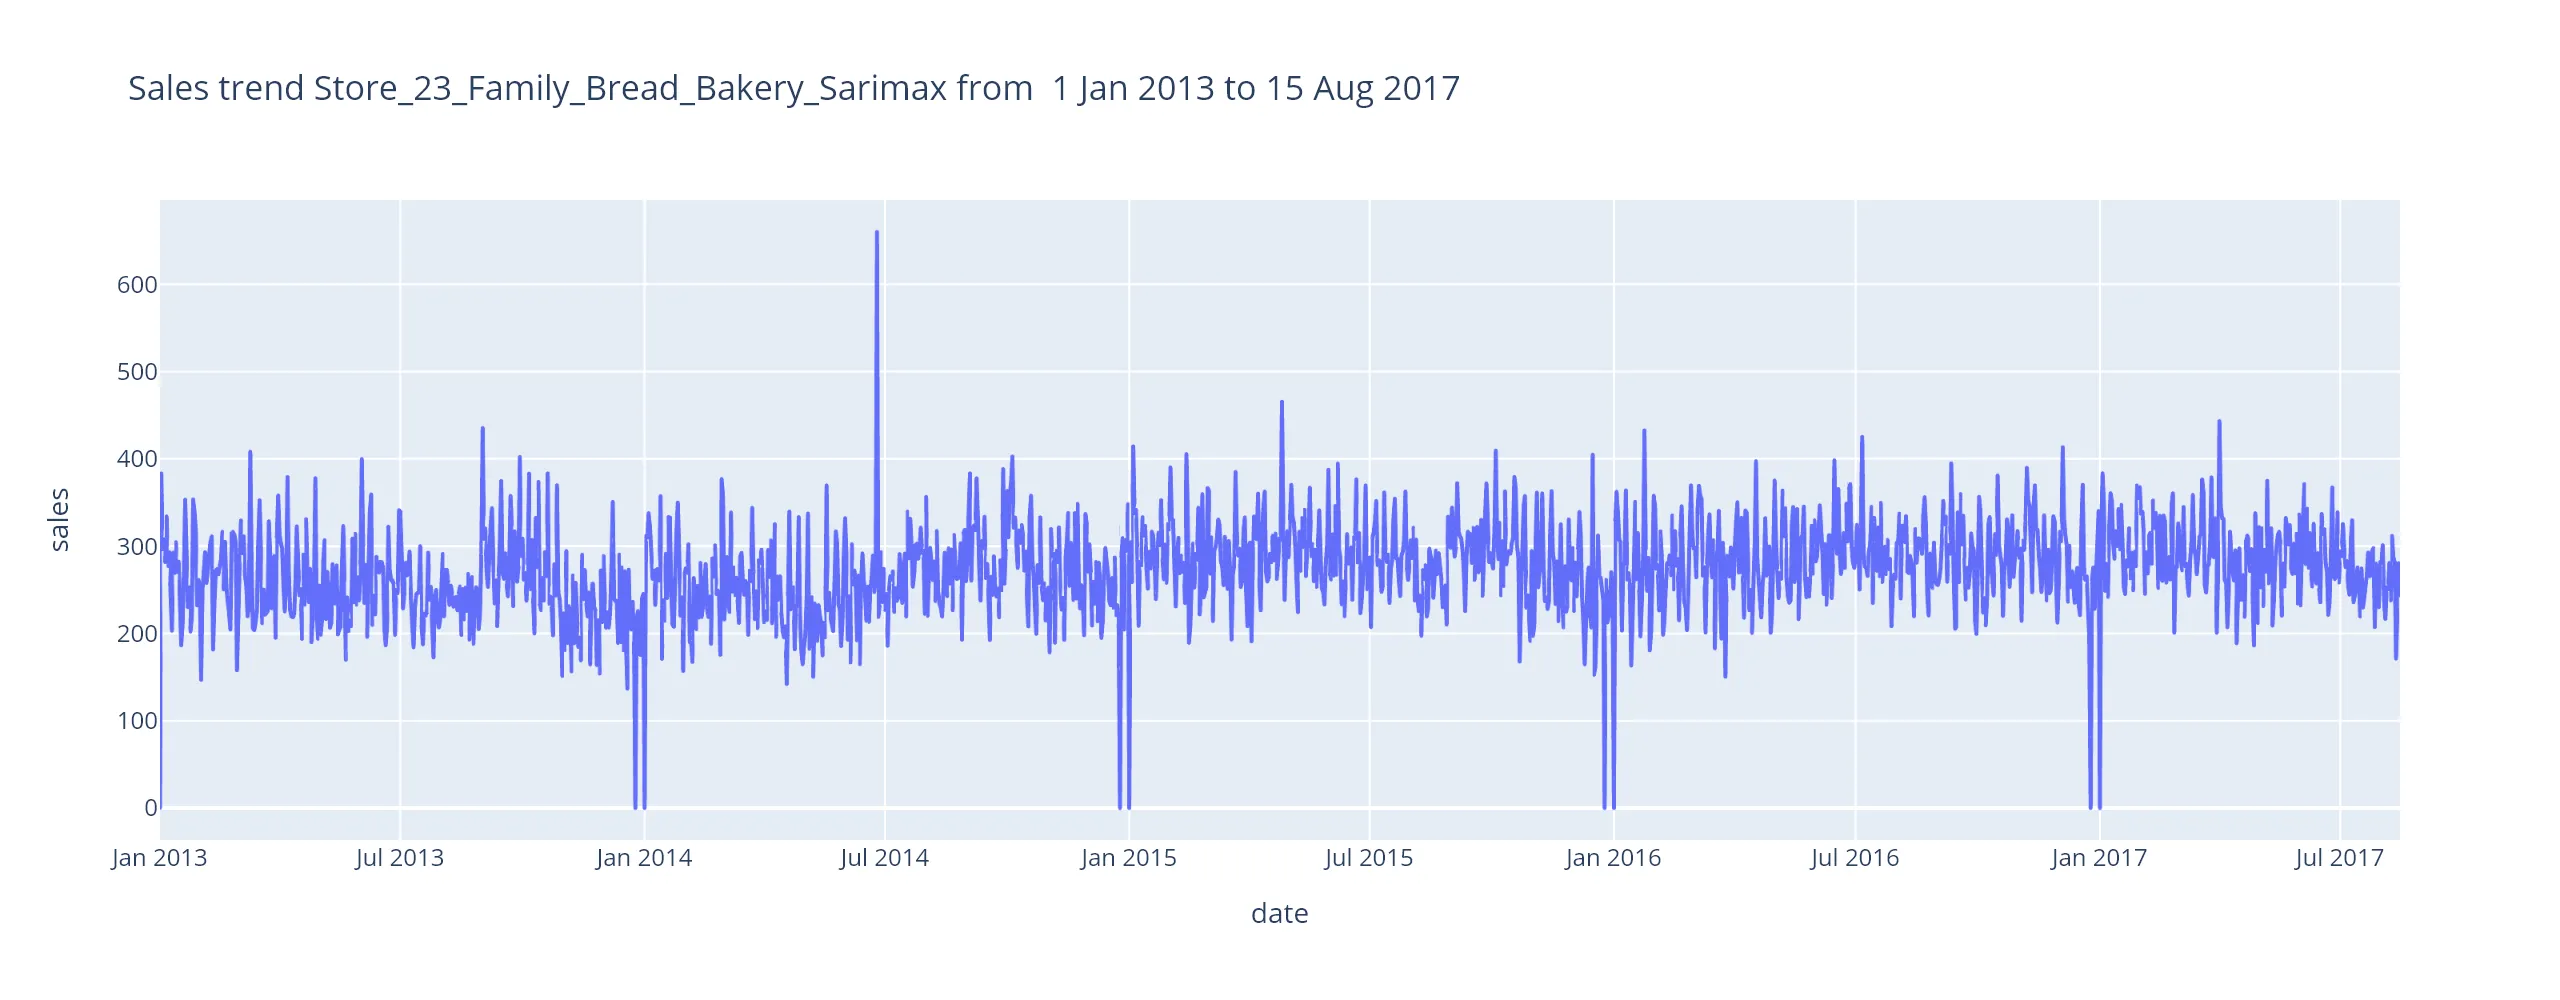 Sales trend Store_23_Family_Bread_Bakery_Sarimax from  1 Jan 2013 to 15 Aug 2017
sales
600
500
400
300
200
100
0
Jan 2013 Jul 2013 Jan 2014 Jul 2014 Jan 2015 Jul 2015 Jan 2016 Jul 2016 Jan 2017 Jul 2017
date